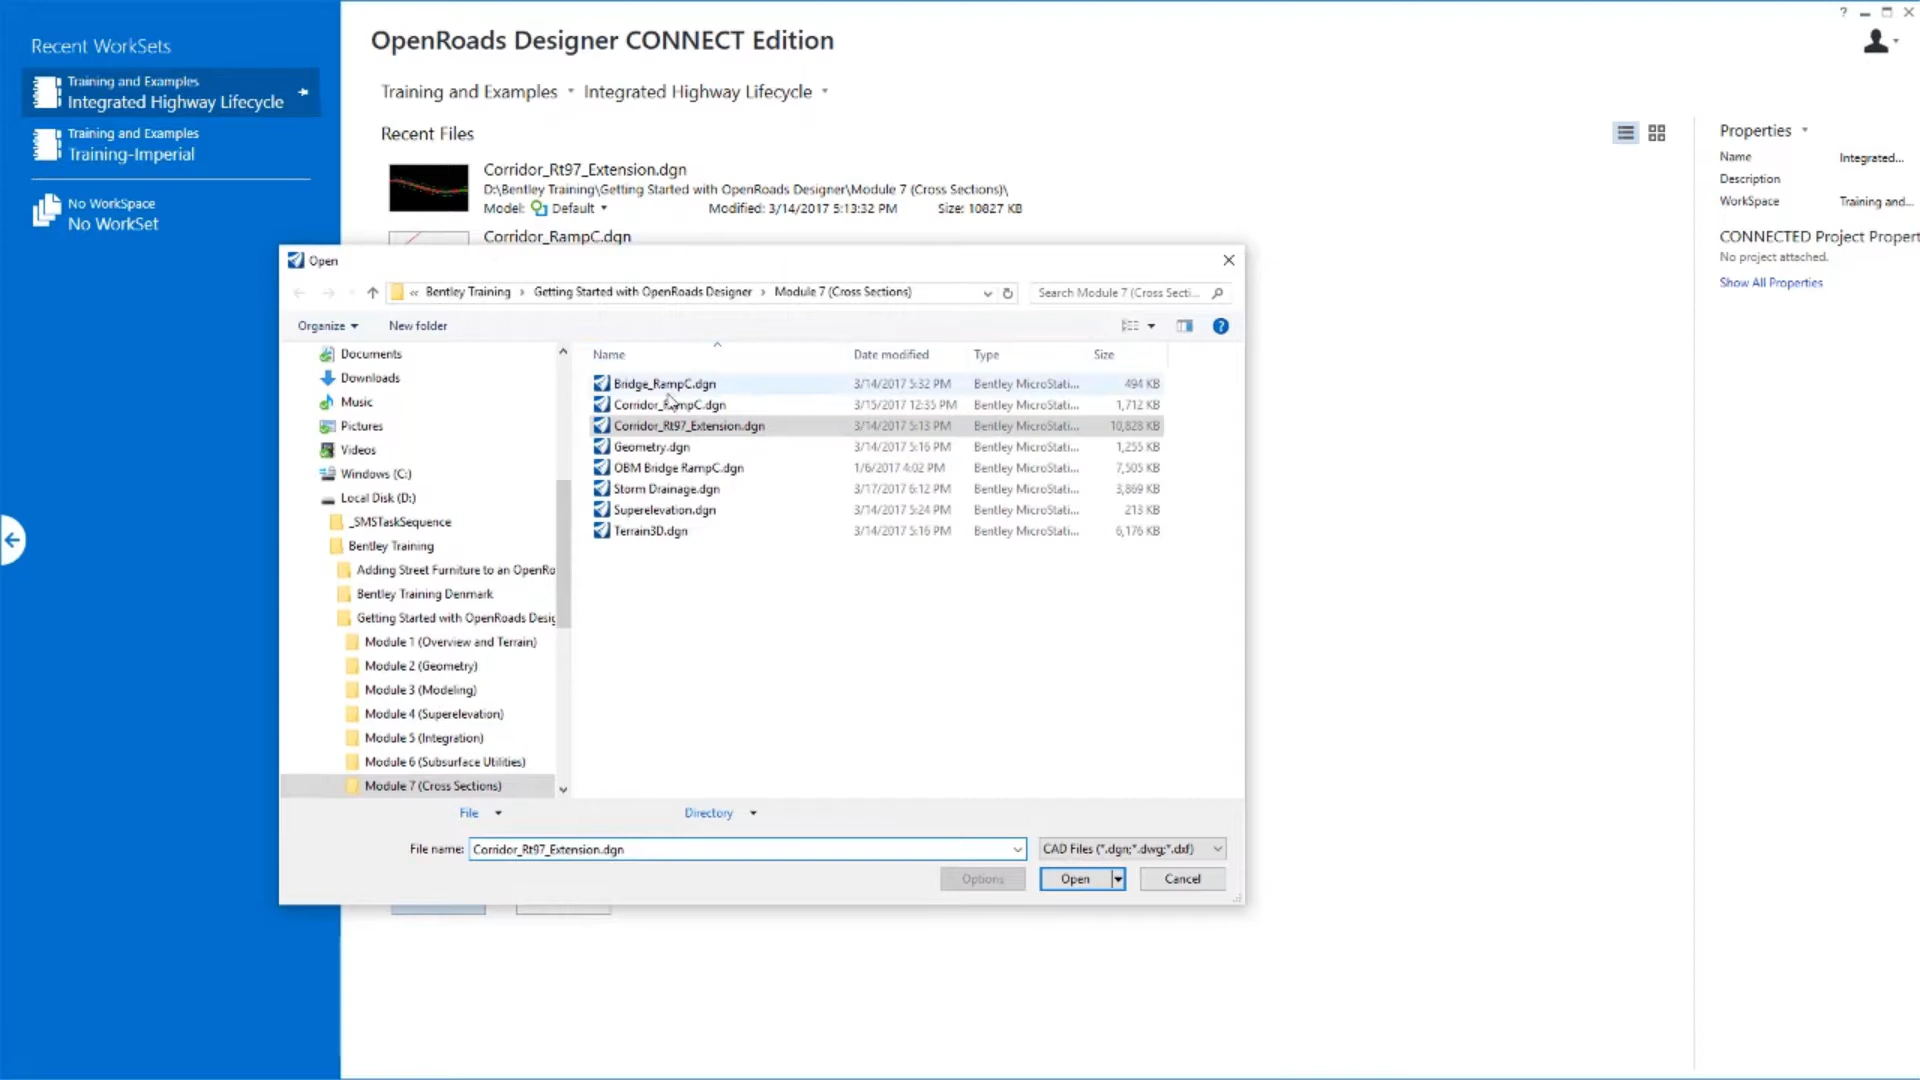 Recent WorkSets
Training and Examples
Integrated Highway Lifecycle
Training and Examples
Training-Imperial
No WorkSpace
No WorkSet
?
OpenRoads Designer CONNECT Edition
Training and Examples Integrated Highway Lifecycle
Recent Files
Corridor_Rt97_Extension.dgn
D:\Bentley Training\Getting Started with OpenRoads Designer\Module 7 (Cross Sections)\
Model: Default Modified: 3/14/2017 5:13:32 PM Size: 10827 KB
Corridor_RampC.dgn
Properties
Name Integrated...
Description
WorkSpace Training and...
CONNECTED Project Propert
No project attached.
Show All Properties
Open
« Bentley Training › Getting Started with OpenRoads Designer › Module 7 (Cross Sections)
Search Module 7 (Cross Secti...
Organize New folder
?
Documents
Downloads
Music
Pictures
Videos
Windows (C:)
Local Disk (D:)
_SMSTaskSequence
Bentley Training
Adding Street Furniture to an OpenRo
Bentley Training Denmark
Getting Started with OpenRoads Desig
Module 1 (Overview and Terrain)
Module 2 (Geometry)
Module 3 (Modeling)
Module 4 (Superelevation)
Module 5 (Integration)
Module 6 (Subsurface Utilities)
Module 7 (Cross Sections)
Name Date modified Type Size
Bridge_RampC.dgn 3/14/2017 5:32 PM Bentley MicroStati... 494 KB
Corridor_RampC.dgn 3/15/2017 12:35 PM Bentley MicroStati... 1,712 KB
Corridor_Rt97_Extension.dgn 3/14/2017 5:13 PM Bentley MicroStati... 10,828 KB
Geometry.dgn 3/14/2017 5:16 PM Bentley MicroStati... 1,255 KB
OBM Bridge RampC.dgn 1/6/2017 4:02 PM Bentley MicroStati... 7,505 KB
Storm Drainage.dgn 3/17/2017 6:12 PM Bentley MicroStati... 3,869 KB
Superelevation.dgn 3/14/2017 5:24 PM Bentley MicroStati... 213 KB
Terrain3D.dgn 3/14/2017 5:16 PM Bentley MicroStati... 6,176 KB
File Directory
File name: Corridor_Rt97_Extension.dgn CAD Files (*.dgn;*.dwg;*.dxf)
Options Open Cancel